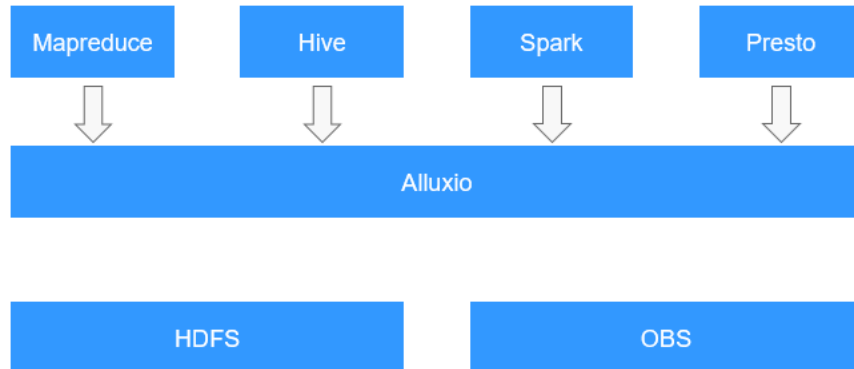 Mapreduce
Hive
Spark
Presto
Alluxio
HDFS
OBS